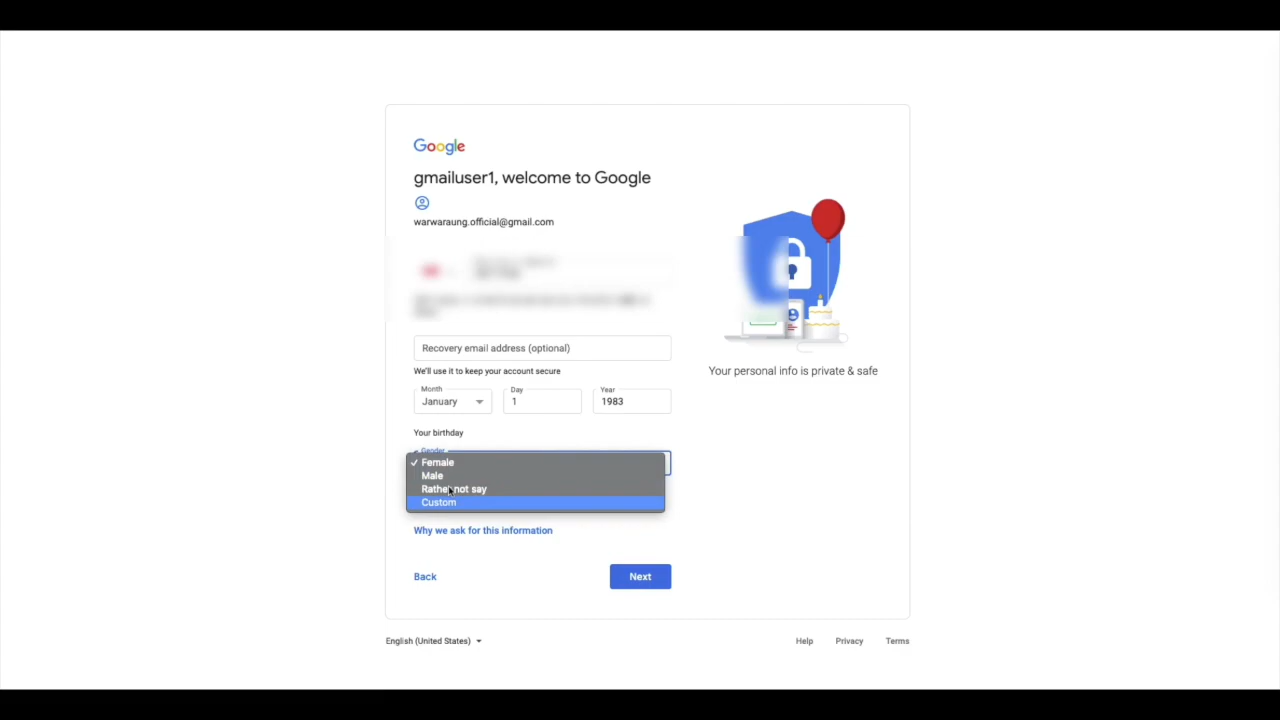 Google
gmailuser1, welcome to Google
warwaraung.official@gmail.com
Recovery email address (optional)
We'll use it to keep your account secure
Month
Day
Year
January
1
1983
Your birthday
Gender
✓ Female
Male
Rather not say
Custom
Why we ask for this information
Back
Next
Your personal info is private & safe
English (United States)
Help
Privacy
Terms